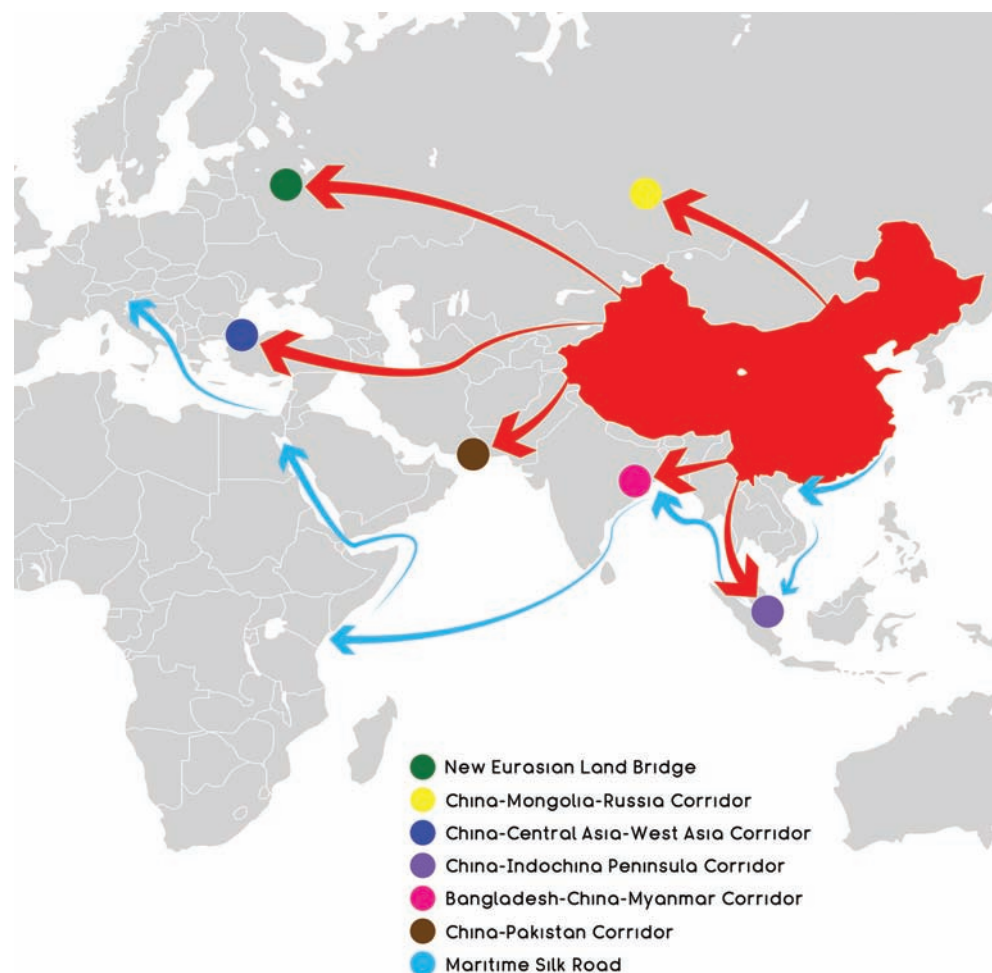 New Eurasian Land Bridge
China-Mongolia-Russia Corridor
China-Central Asia-West Asia Corridor
China-Indochina Peninsula Corridor
Bangladesh-China-Myanmar Corridor
China-Pakistan Corridor
Maritime Silk Road